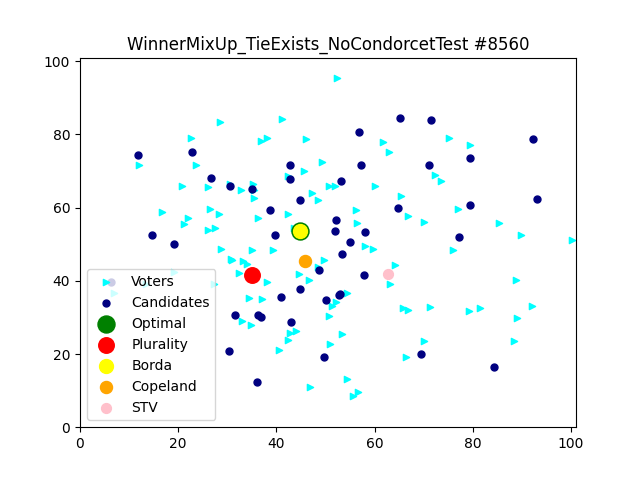 WinnerMixUp_TieExists_NoCondorcetTest #8560
100
80
60
40
20
0
Voters
Candidates
Optimal
Plurality
Borda
Copeland
STV
0 20 40 60 80 100